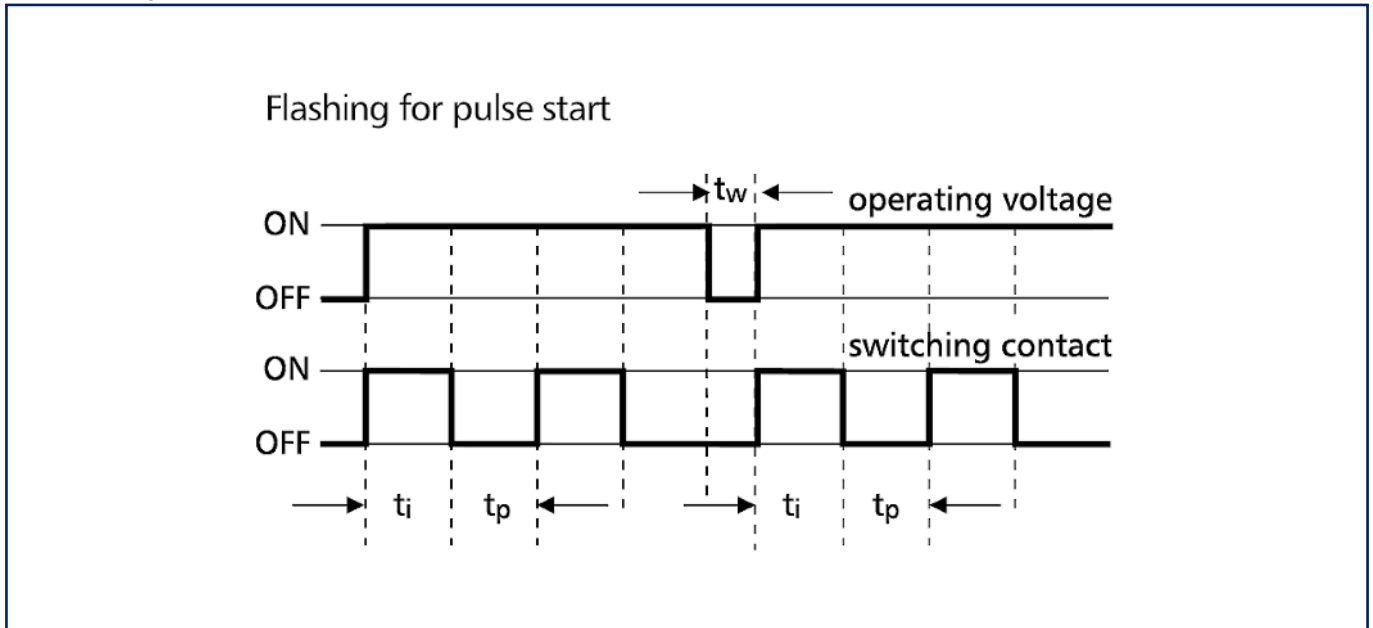 Flashing for pulse start
tw
operating voltage
ON
OFF
switching contact
ON
OFF
ti tp ti tp